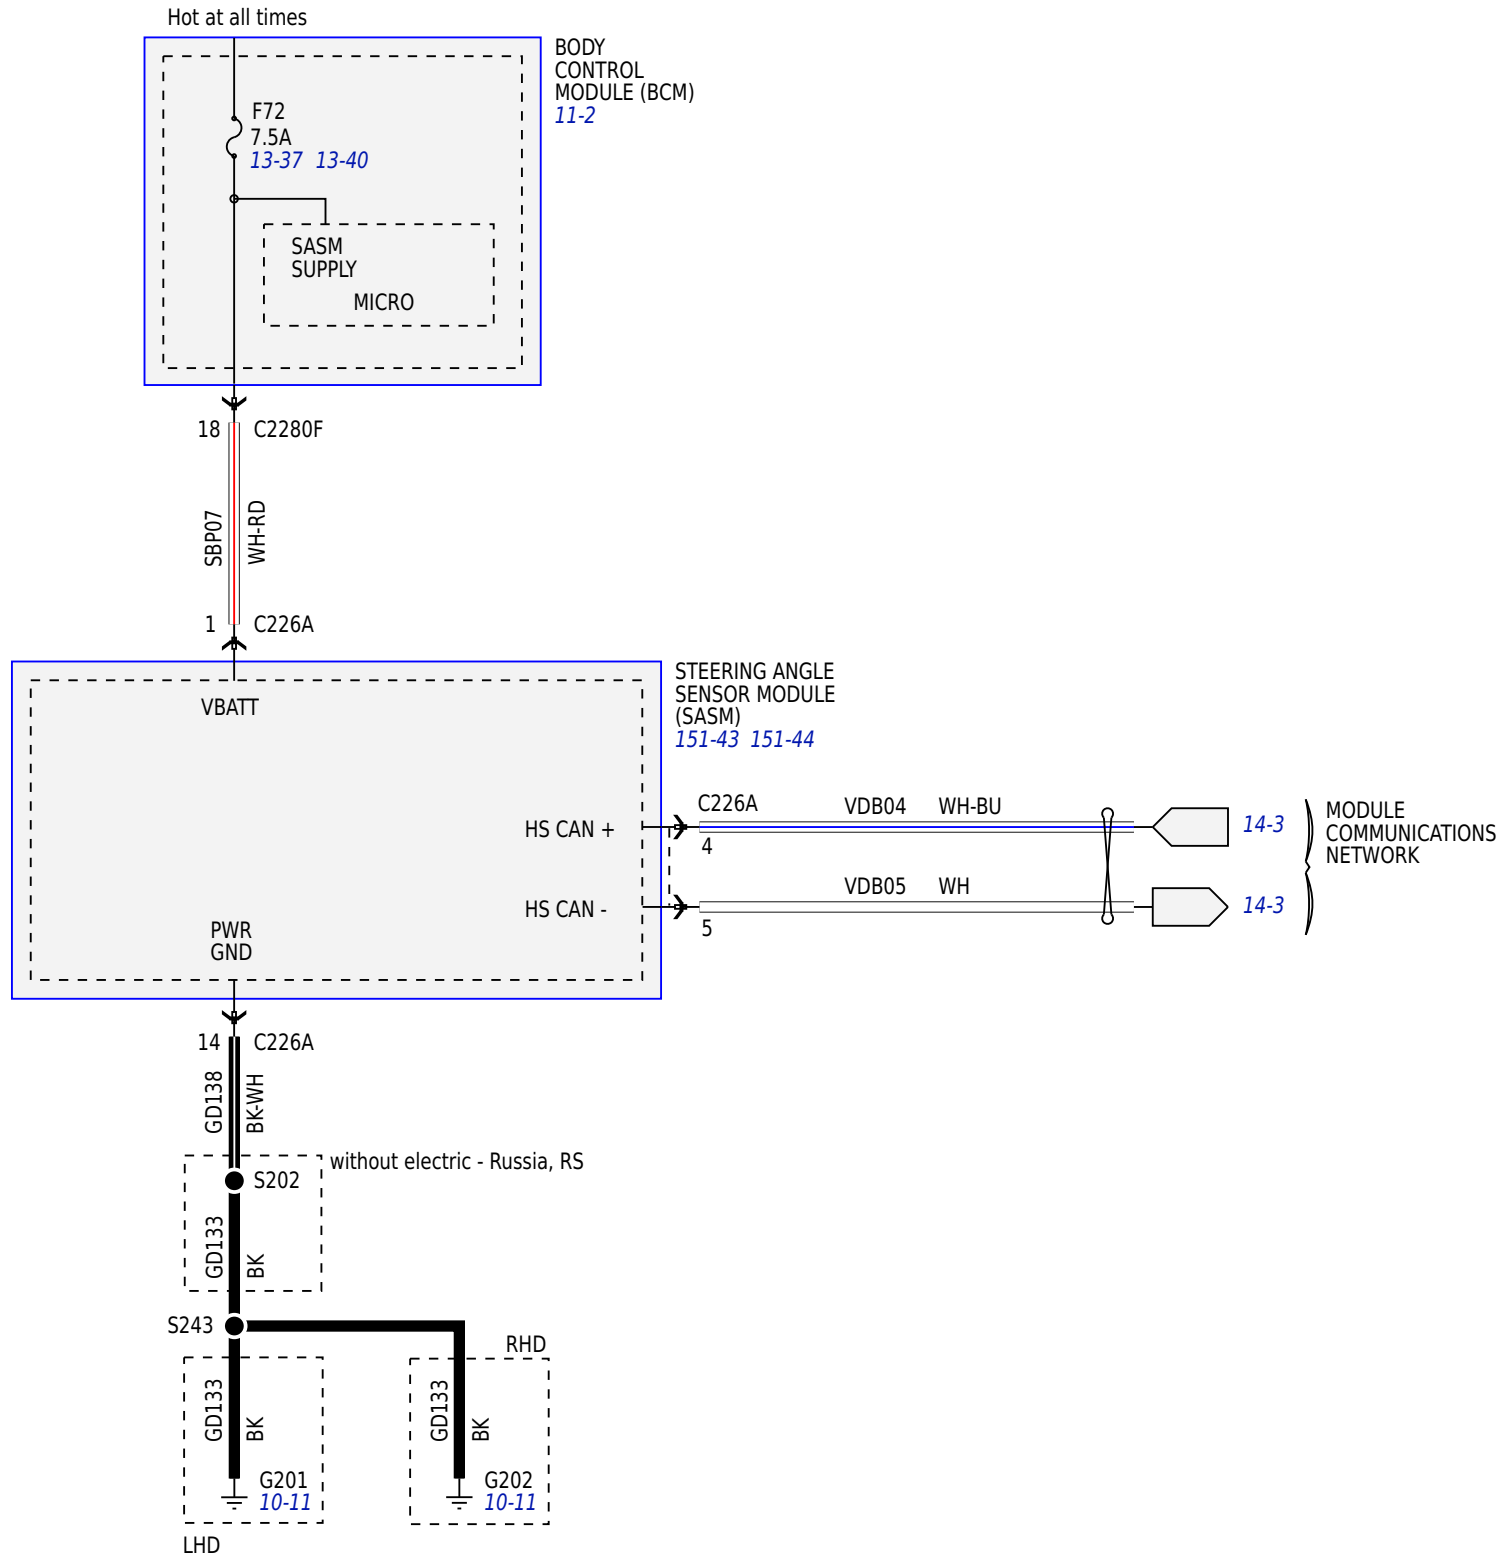 Hot at all times
BODY
CONTROL
MODULE (BCM)
11-2
F72
7.5A
13-37 13-40
SASM
SUPPLY
MICRO
18 C2280F
SBP07
WH-RD
1 C226A
STEERING ANGLE
SENSOR MODULE
(SASM)
151-43 151-44
VBATT
HS CAN +
C226A
4
VDB04 WH-BU
14-3
MODULE
COMMUNICATIONS
NETWORK
HS CAN -
5
VDB05 WH
14-3
PWR
GND
14 C226A
GD138
BK-WH
without electric - Russia, RS
S202
GD133
BK
S243
RHD
GD133
BK
G201
10-11
LHD
GD133
BK
G202
10-11